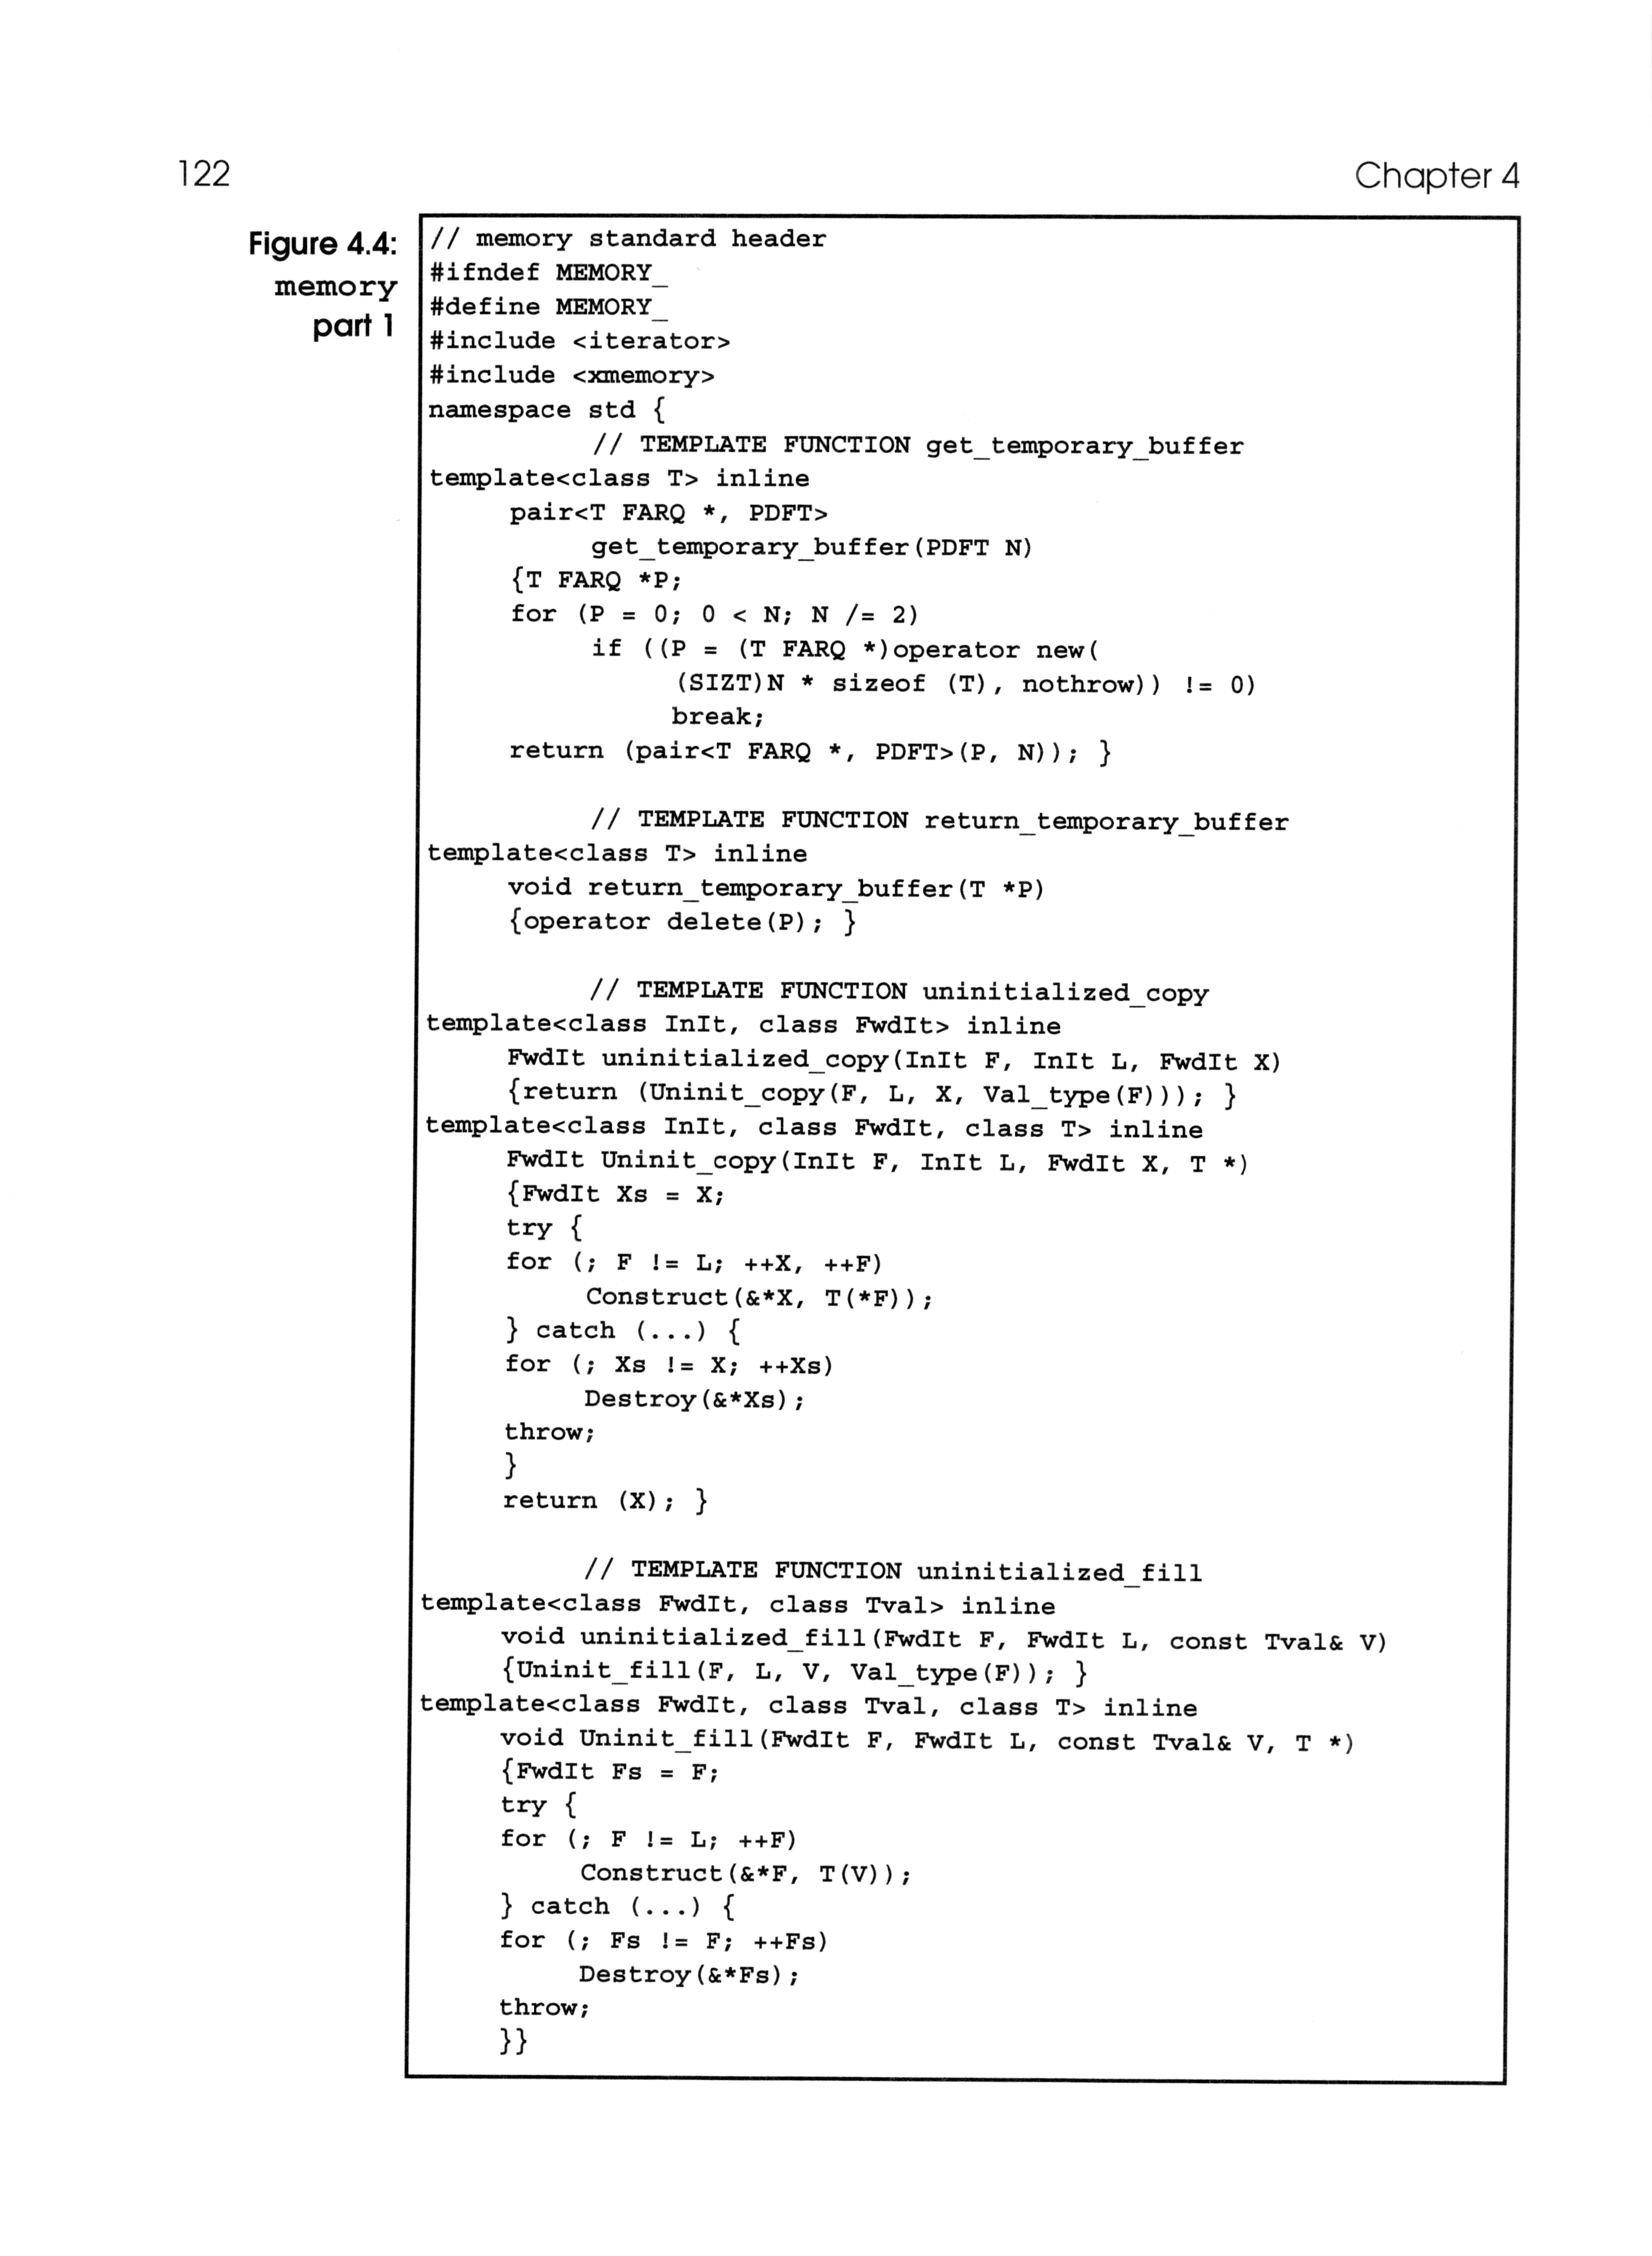 122
Chapter 4
Figure 4.4:
memory
part 1
// memory standard header
#ifndef MEMORY_
#define MEMORY_
#include <iterator>
#include <xmemory>
namespace std {
// TEMPLATE FUNCTION get_temporary_buffer
template<class T> inline
pair<T FARQ *, PDFT>
get_temporary_buffer(PDFT N)
{T FARQ *P;
for (P = 0; 0 < N; N /= 2)
if ((P = (T FARQ *)operator new(
(SIZT)N * sizeof (T), nothrow)) != 0)
break;
return (pair<T FARQ *, PDFT>(P, N)); }
// TEMPLATE FUNCTION return_temporary_buffer
template<class T> inline
void return_temporary_buffer(T *P)
{operator delete(P); }
// TEMPLATE FUNCTION uninitialized_copy
template<class InIt, class FwdIt> inline
FwdIt uninitialized_copy(InIt F, InIt L, FwdIt X)
{return (Uninit_copy(F, L, X, Val_type(F))); }
template<class InIt, class FwdIt, class T> inline
FwdIt Uninit_copy(InIt F, InIt L, FwdIt X, T *)
{FwdIt Xs = X;
try {
for (; F != L; ++X, ++F)
Construct(&*X, T(*F));
} catch (...) {
for (; Xs != X; ++Xs)
Destroy(&*Xs);
throw;
}
return (X); }
// TEMPLATE FUNCTION uninitialized_fill
template<class FwdIt, class Tval> inline
void uninitialized_fill(FwdIt F, FwdIt L, const Tval& V)
{Uninit_fill(F, L, V, Val_type(F)); }
template<class FwdIt, class Tval, class T> inline
void Uninit_fill(FwdIt F, FwdIt L, const Tval& V, T *)
{FwdIt Fs = F;
try {
for (; F != L; ++F)
Construct(&*F, T(V));
} catch (...) {
for (; Fs != F; ++Fs)
Destroy(&*Fs);
throw;
}}